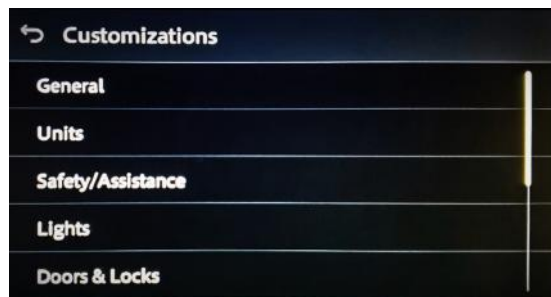 Customizations
General
Units
Safety/Assistance
Lights
Doors & Locks